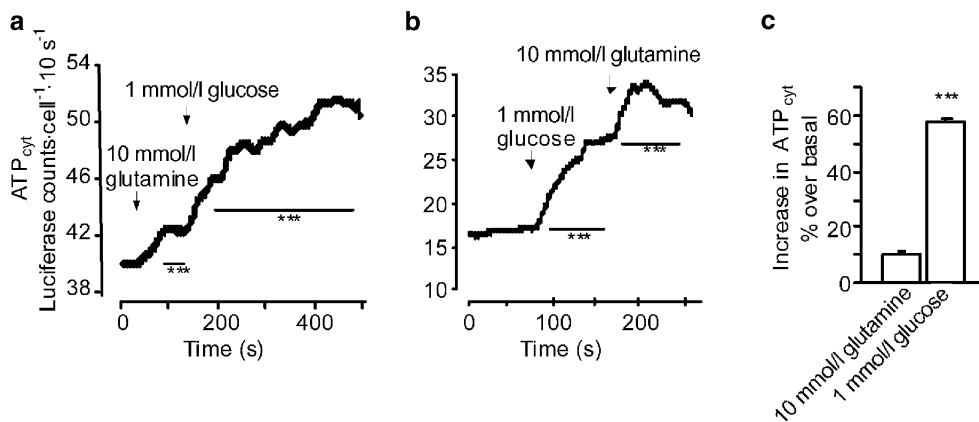 a
ATPcyt
Luciferase counts·cell⁻¹·10 s⁻¹
54
50
46
42
38
1 mmol/l glucose
10 mmol/l
glutamine
***
***
0
200
400
Time (s)
b
35
30
25
20
15
10
10 mmol/l glutamine
1 mmol/l
glucose
***
***
0
100
200
Time (s)
c
Increase in ATPcyt
% over basal
60
40
20
0
***
10 mmol/l glutamine
1 mmol/l glucose